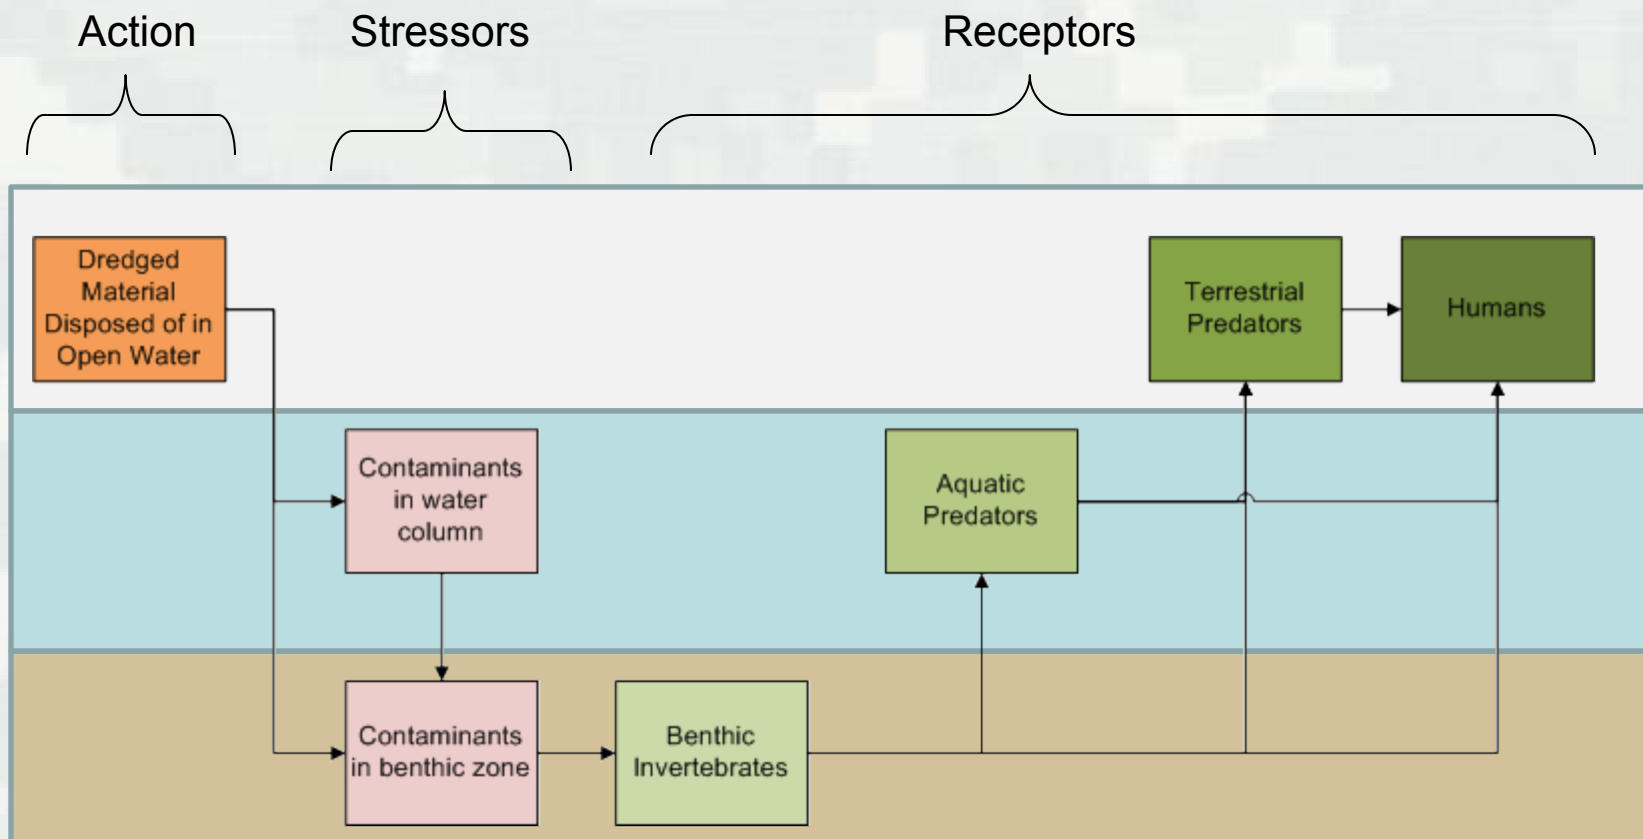 Action
Stressors
Receptors
Dredged
Material
Disposed of in
Open Water
Terrestrial
Predators
Humans
Contaminants
in water
column
Aquatic
Predators
Contaminants
in benthic zone
Benthic
Invertebrates